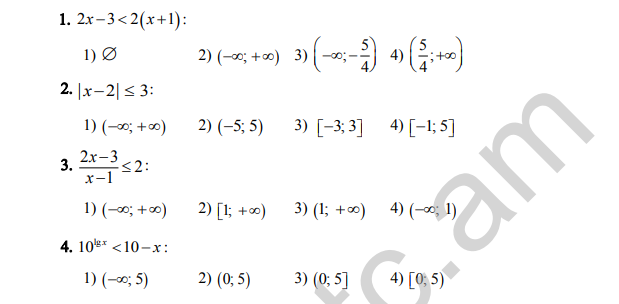 1. 2x−3<2(x+1):
1) ∅ 2) (−∞; +∞) 3) (−∞;−5/4) 4) (5/4;+∞)
2. |x−2| ≤ 3:
1) (−∞; +∞) 2) (−5; 5) 3) [−3; 3] 4) [−1; 5]
3. (2x−3)/(x−1) ≤ 2:
1) (−∞; +∞) 2) [1; +∞) 3) (1; +∞) 4) (−∞; 1)
4. 10^lg x < 10−x:
1) (−∞; 5) 2) (0; 5) 3) (0; 5] 4) [0; 5)
tc.am